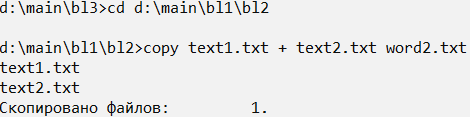 d:\main\bl3>cd d:\main\bl1\bl2
d:\main\bl1\bl2>copy text1.txt + text2.txt word2.txt
text1.txt
text2.txt
Скопировано файлов:         1.